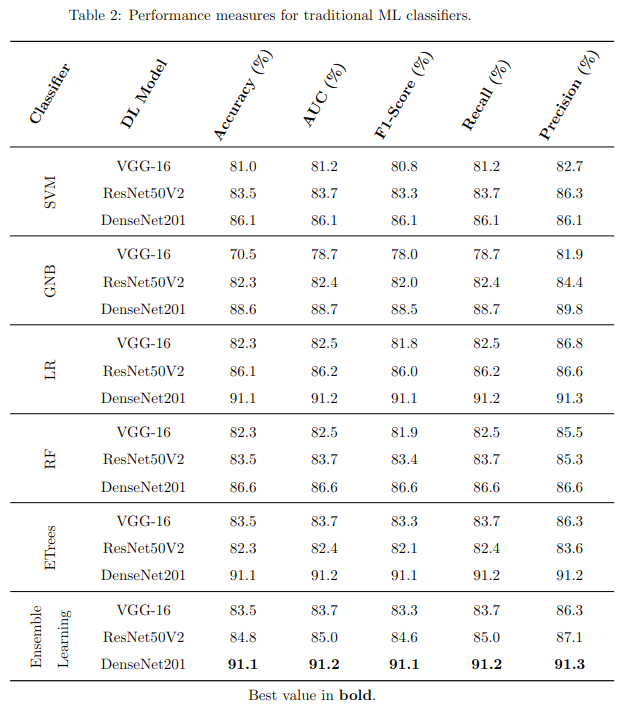 Table 2: Performance measures for traditional ML classifiers.
Classifier DL Model Accuracy (%) AUC (%) F1-Score (%) Recall (%) Precision (%)
SVM
VGG-16 81.0 81.2 80.8 81.2 82.7
ResNet50V2 83.5 83.7 83.3 83.7 86.3
DenseNet201 86.1 86.1 86.1 86.1 86.1
GNB
VGG-16 70.5 78.7 78.0 78.7 81.9
ResNet50V2 82.3 82.4 82.0 82.4 84.4
DenseNet201 88.6 88.7 88.5 88.7 89.8
LR
VGG-16 82.3 82.5 81.8 82.5 86.8
ResNet50V2 86.1 86.2 86.0 86.2 86.6
DenseNet201 91.1 91.2 91.1 91.2 91.3
RF
VGG-16 82.3 82.5 81.9 82.5 85.5
ResNet50V2 83.5 83.7 83.4 83.7 85.3
DenseNet201 86.6 86.6 86.6 86.6 86.6
ETrees
VGG-16 83.5 83.7 83.3 83.7 86.3
ResNet50V2 82.3 82.4 82.1 82.4 83.6
DenseNet201 91.1 91.2 91.1 91.2 91.2
Ensemble
Learning
VGG-16 83.5 83.7 83.3 83.7 86.3
ResNet50V2 84.8 85.0 84.6 85.0 87.1
DenseNet201 91.1 91.2 91.1 91.2 91.3
Best value in bold.